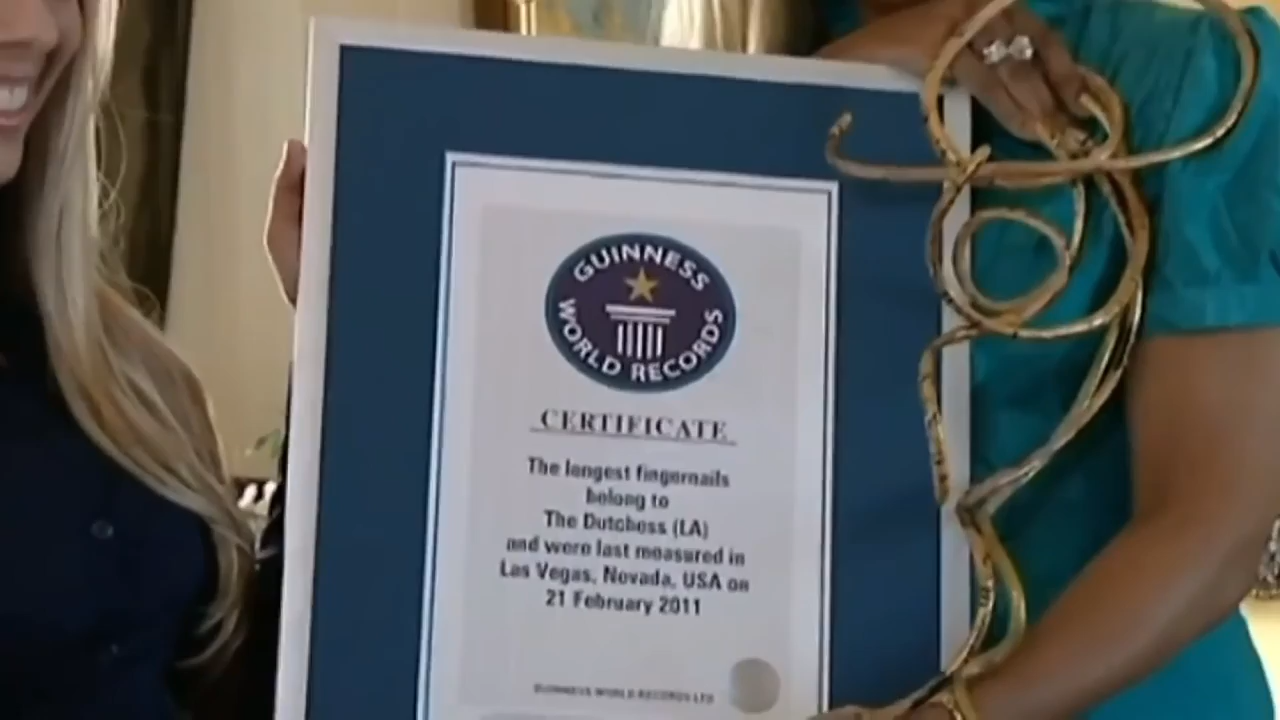 GUINNESS
WORLD RECORDS
CERTIFICATE
The longest fingernails
belong to
The Dutchess (LA)
and were last measured in
Las Vegas, Nevada, USA on
21 February 2011
GUINNESS WORLD RECORDS LTD